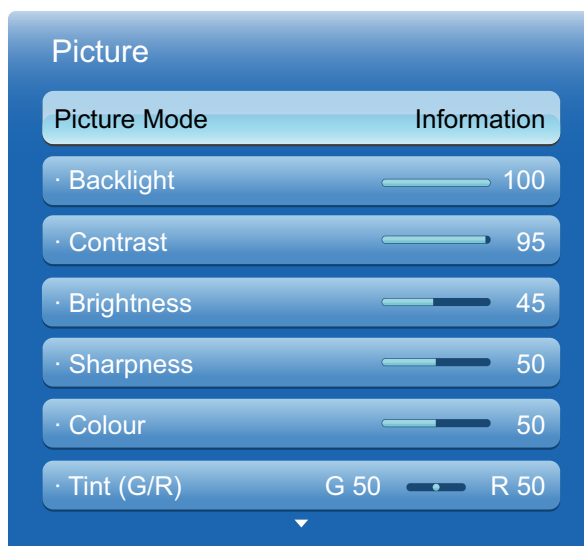 Picture
Picture Mode Information
· Backlight 100
· Contrast 95
· Brightness 45
· Sharpness 50
· Colour 50
· Tint (G/R) G 50 R 50